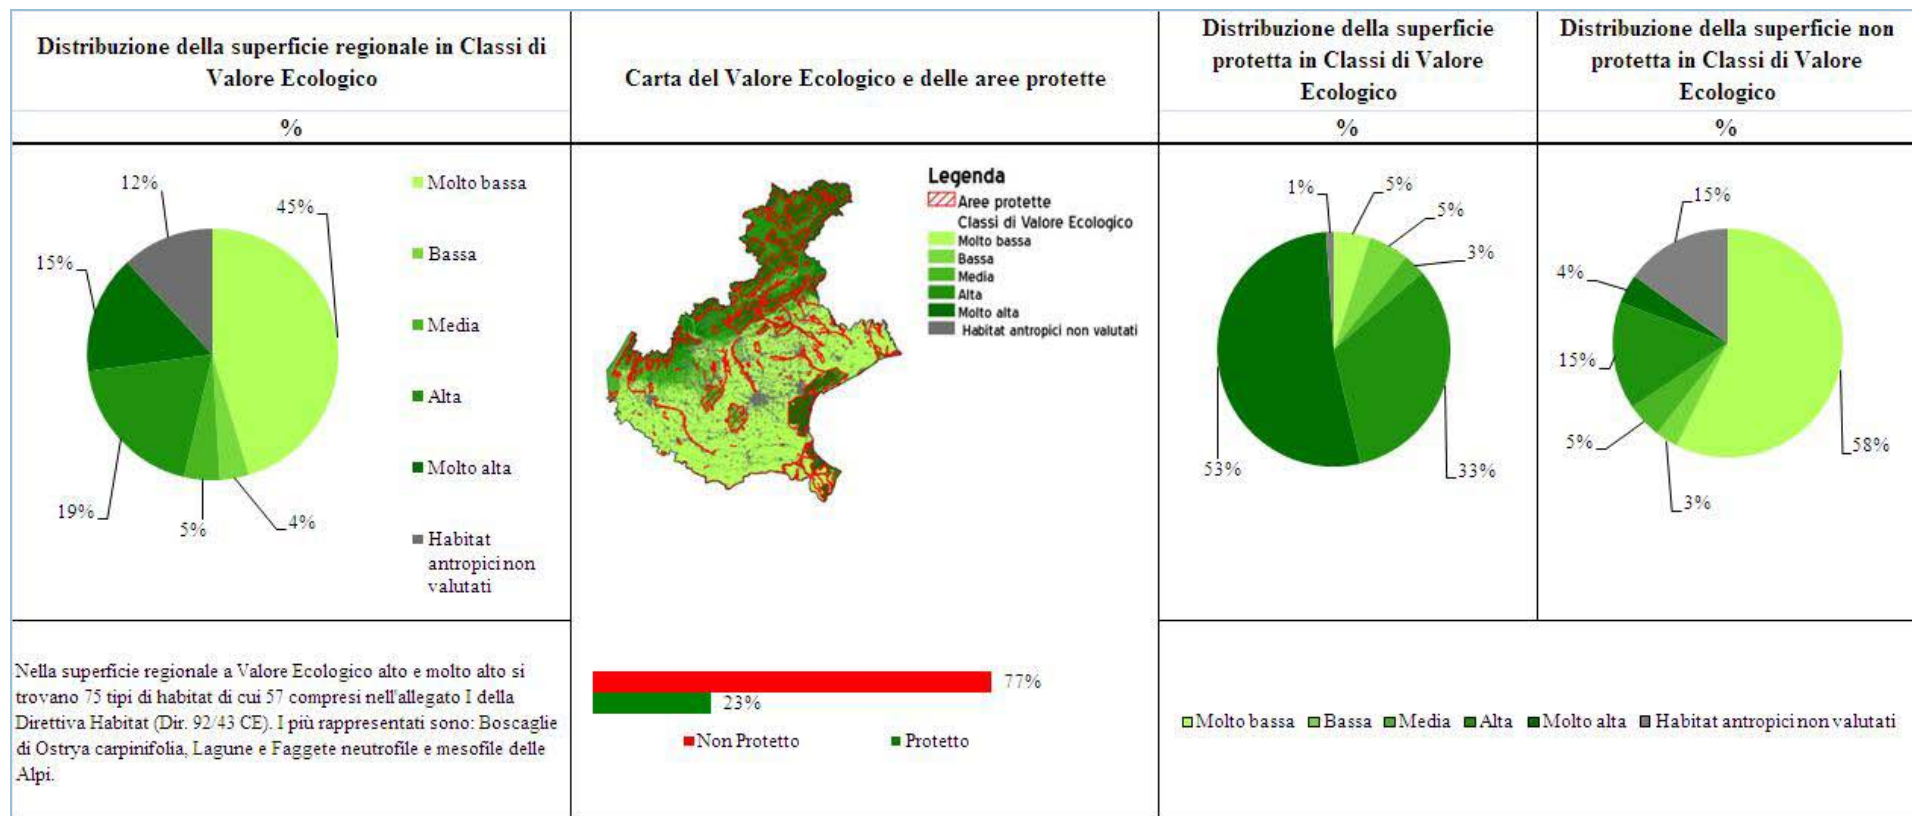 Distribuzione della superficie regionale in Classi di
Valore Ecologico
%
Carta del Valore Ecologico e delle aree protette
Distribuzione della superficie
protetta in Classi di Valore
Ecologico
%
Distribuzione della superficie non
protetta in Classi di Valore
Ecologico
%
12%
45%
15%
19%
5%
4%
Molto bassa
Bassa
Media
Alta
Molto alta
Habitat
antropici non
valutati
Legenda
Aree protette
Classi di Valore Ecologico
Molto bassa
Bassa
Media
Alta
Molto alta
Habitat antropici non valutati
1%
5%
5%
3%
53%
33%
15%
4%
15%
5%
3%
58%
Nella superficie regionale a Valore Ecologico alto e molto alto si
trovano 75 tipi di habitat di cui 57 compresi nell'allegato I della
Direttiva Habitat (Dir. 92/43 CE). I più rappresentati sono: Boscaglie
di Ostrya carpinifolia, Lagune e Faggete neutrofile e mesofile delle
Alpi.
77%
23%
Non Protetto Protetto
Molto bassa Bassa Media Alta Molto alta Habitat antropici non valutati